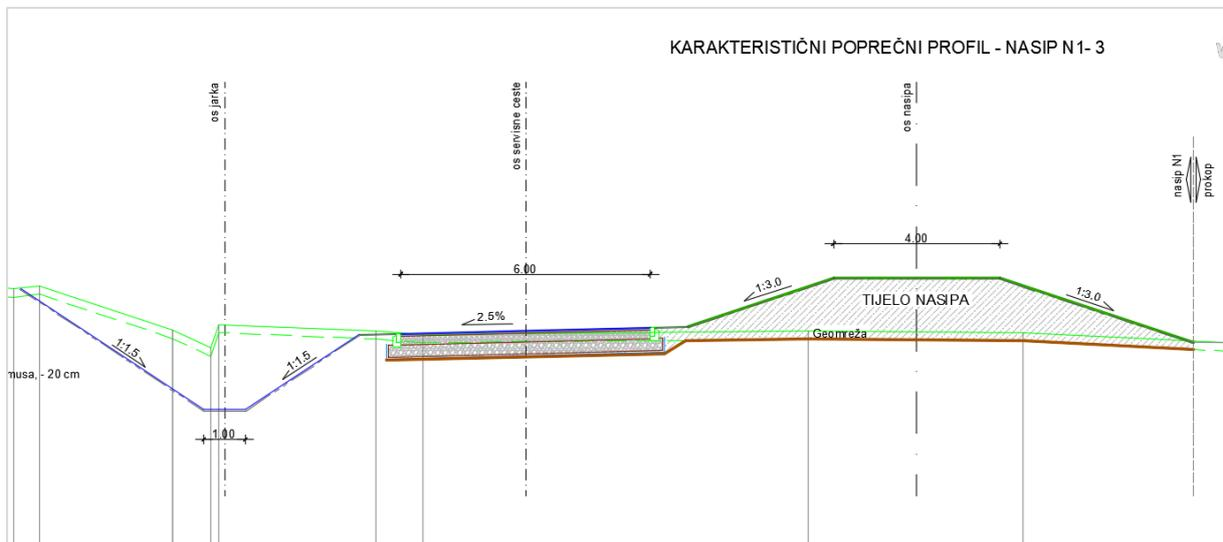 KARAKTERISTIČNI POPREČNI PROFIL - NASIP N1- 3
os jarka
os servisne ceste
os nasipa
nasip N1
prokop
4.00
6.00
1:3,0
TIJELO NASIPA
1:3,0
2.5%
Geomreža
1:1.5
1:1.5
musa, - 20 cm
1.00